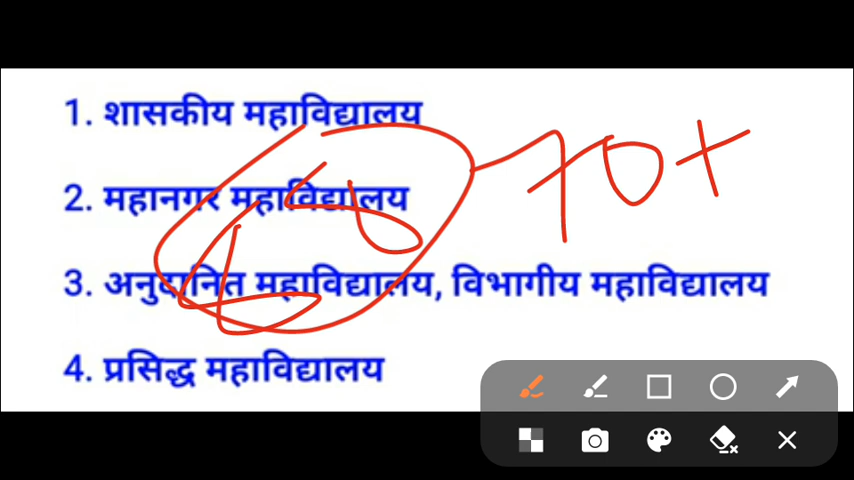 1. शासकीय महाविद्यालय
70+
2. महानगर महाविद्यालय
3. अनुदानित महाविद्यालय, विभागीय महाविद्यालय
4. प्रसिद्ध महाविद्यालय